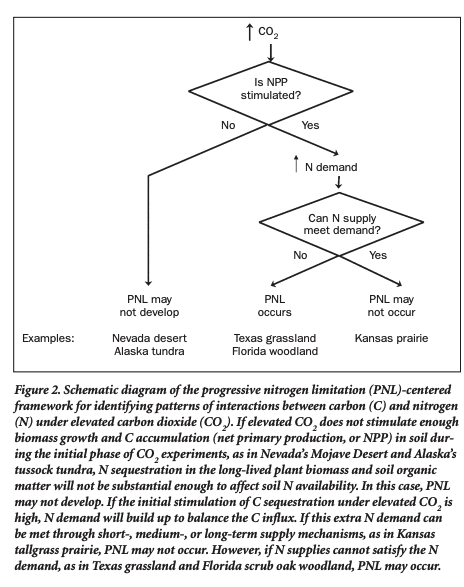 ↑ CO2
Is NPP
stimulated?
No Yes
↑ N demand
Can N supply
meet demand?
No Yes
PNL may
not develop
PNL
occurs
PNL may
not occur
Examples:
Nevada desert
Alaska tundra
Texas grassland
Florida woodland
Kansas prairie
Figure 2. Schematic diagram of the progressive nitrogen limitation (PNL)-centered
framework for identifying patterns of interactions between carbon (C) and nitrogen
(N) under elevated carbon dioxide (CO2). If elevated CO2 does not stimulate enough
biomass growth and C accumulation (net primary production, or NPP) in soil dur-
ing the initial phase of CO2 experiments, as in Nevada's Mojave Desert and Alaska's
tussock tundra, N sequestration in the long-lived plant biomass and soil organic
matter will not be substantial enough to affect soil N availability. In this case, PNL
may not develop. If the initial stimulation of C sequestration under elevated CO2 is
high, N demand will build up to balance the C influx. If this extra N demand can
be met through short-, medium-, or long-term supply mechanisms, as in Kansas
tallgrass prairie, PNL may not occur. However, if N supplies cannot satisfy the N
demand, as in Texas grassland and Florida scrub oak woodland, PNL may occur.